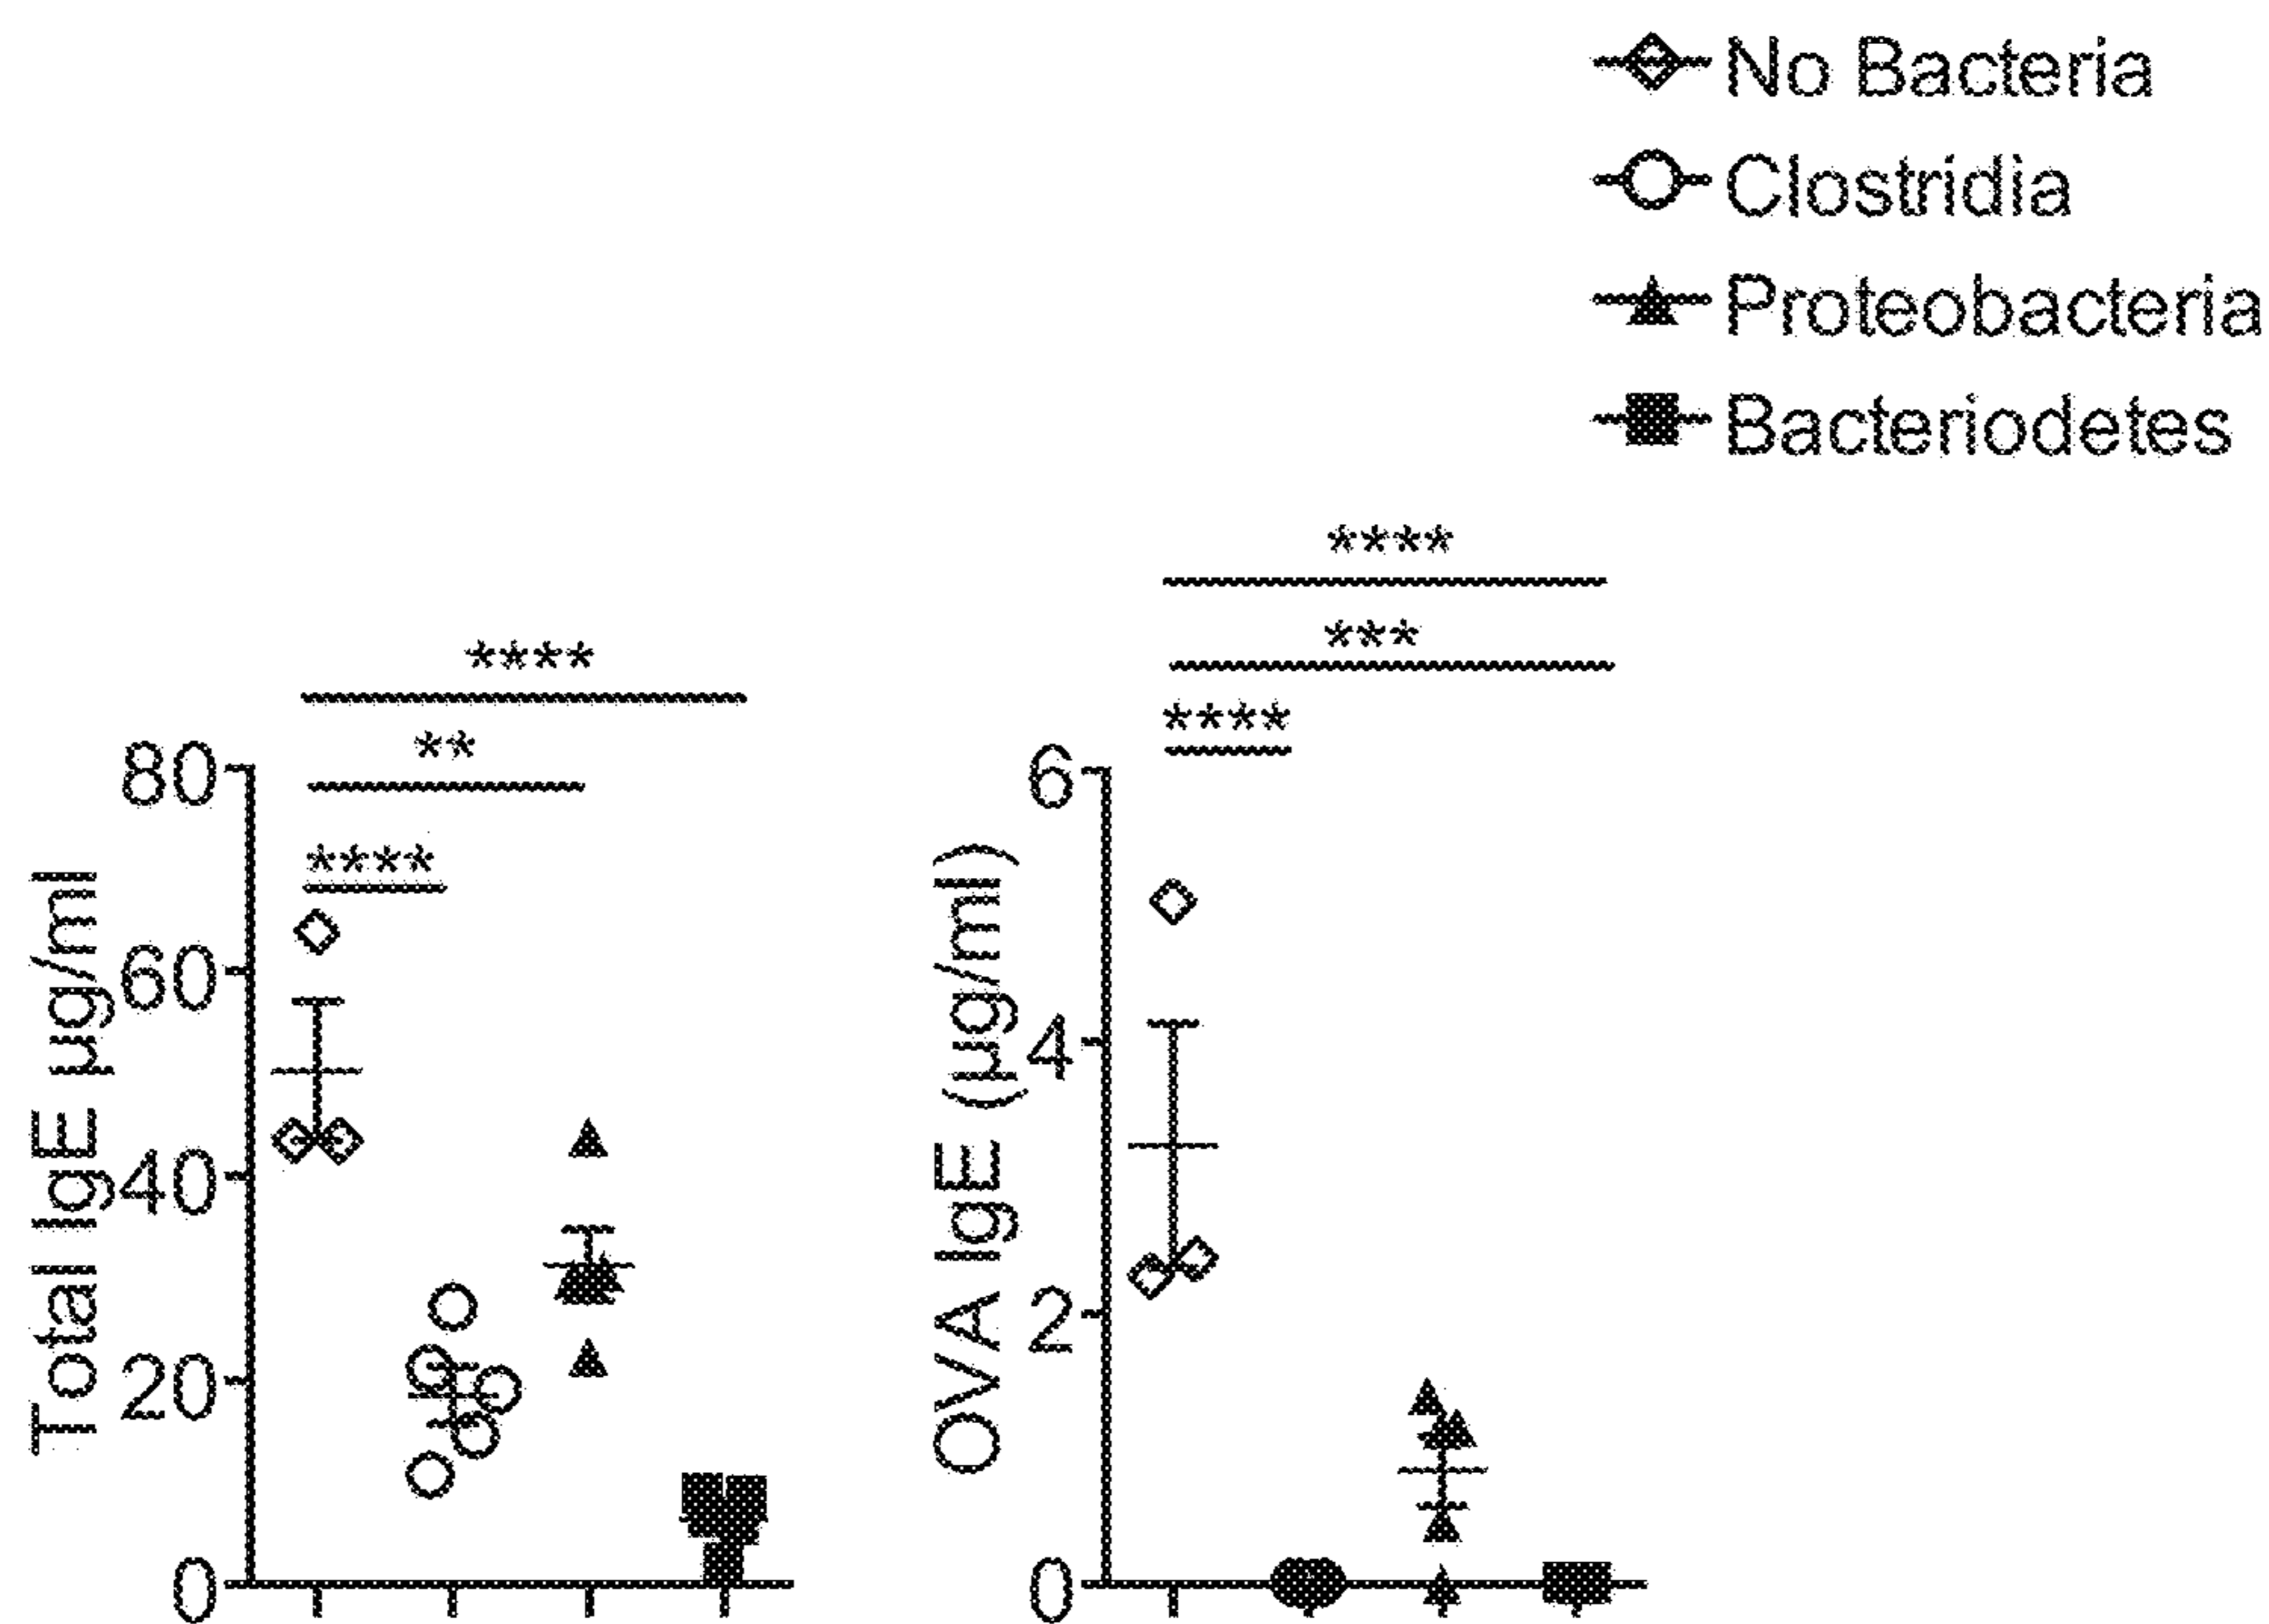 No Bacteria
Clostridia
Proteobacteria
Bacteriodetes
****
**
****
80
60
40
20
0
Total IgE µg/ml
****
***
****
6
4
2
0
OVA IgE (µg/ml)